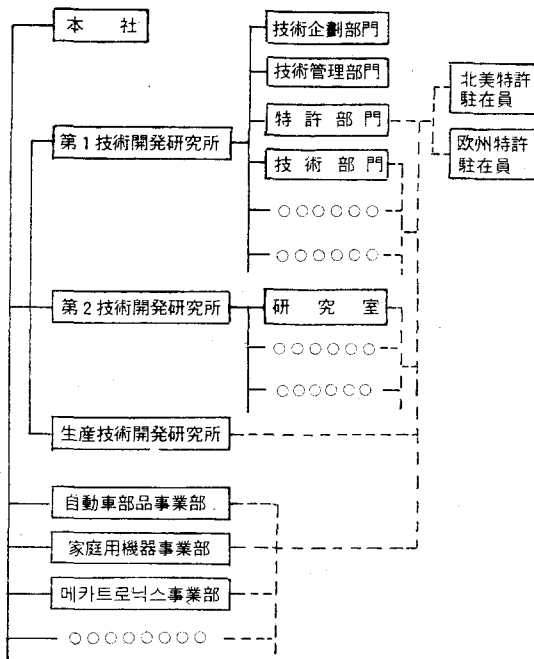 本社
技術企劃部門
技術管理部門
特許部門
北美特許
駐在員
欧州特許
駐在員
第1技術開発研究所
技術部門
○○○○○○
○○○○○○
第2技術開発研究所
研究室
○○○○○○
○○○○○○
生産技術開発研究所
自動車部品事業部
家庭用機器事業部
메카트로닉스事業部
○○○○○○○○